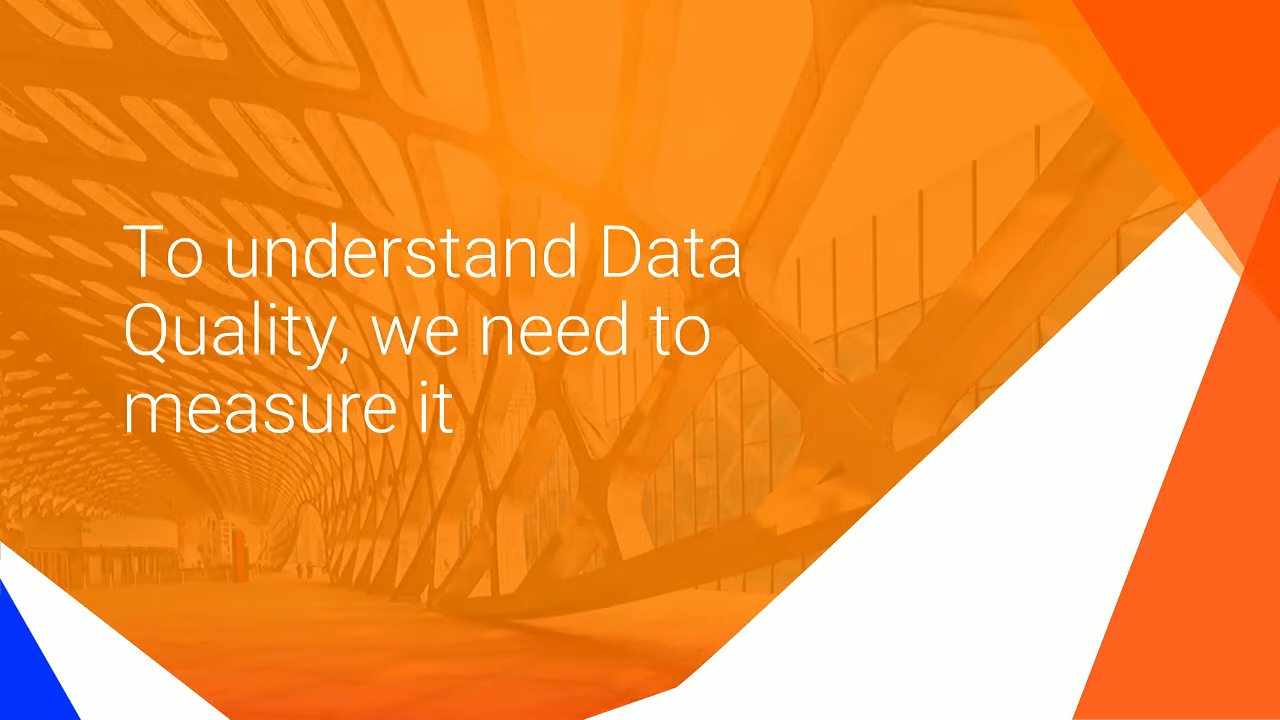 To understand Data
Quality, we need to
measure it